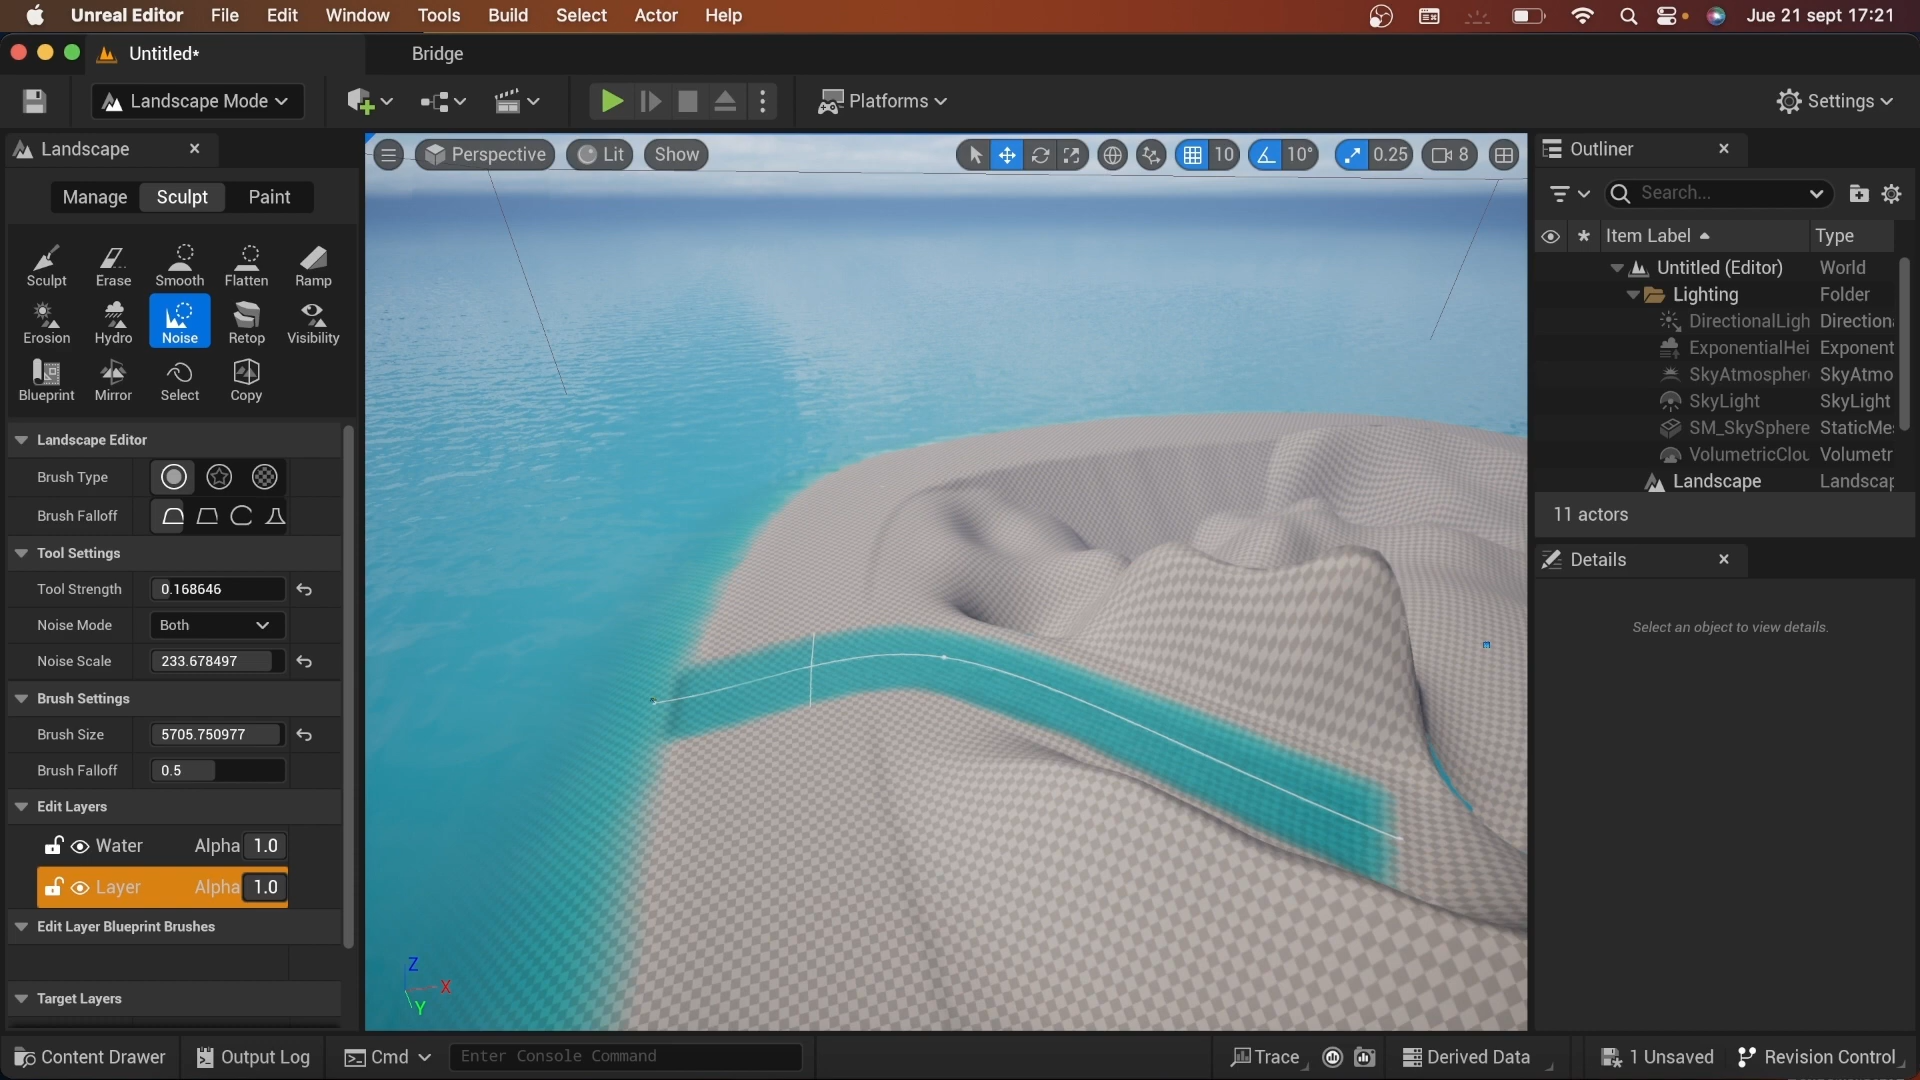 Unreal Editor File Edit Window Tools Build Select Actor Help Jue 21 sept 17:21
Untitled* Bridge
Landscape Mode Platforms Settings
Landscape
Manage Sculpt Paint
Sculpt Erase Smooth Flatten Ramp
Erosion Hydro Noise Retop Visibility
Blueprint Mirror Select Copy
Landscape Editor
Brush Type
Brush Falloff
Tool Settings
Tool Strength 0.168646
Noise Mode Both
Noise Scale 233.678497
Brush Settings
Brush Size 5705.750977
Brush Falloff 0.5
Edit Layers
Water Alpha 1.0
Layer Alpha 1.0
Edit Layer Blueprint Brushes
Target Layers
Perspective Lit Show 10 10° 0.25 8
Z
X
Y
Outliner
Search...
Item Label Type
Untitled (Editor) World
Lighting Folder
DirectionalLigh Direction
ExponentialHei Exponent
SkyAtmospher SkyAtmo
SkyLight SkyLight
SM_SkySphere StaticMe
VolumetricClou Volumetr
Landscape Landscap
11 actors
Details
Select an object to view details.
Content Drawer Output Log Cmd Enter Console Command Trace Derived Data 1 Unsaved Revision Control